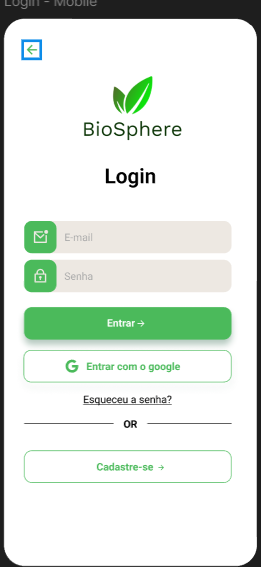 Login - Mobile
BioSphere
Login
E-mail
Senha
Entrar →
G Entrar com o google
Esqueceu a senha?
OR
Cadastre-se →